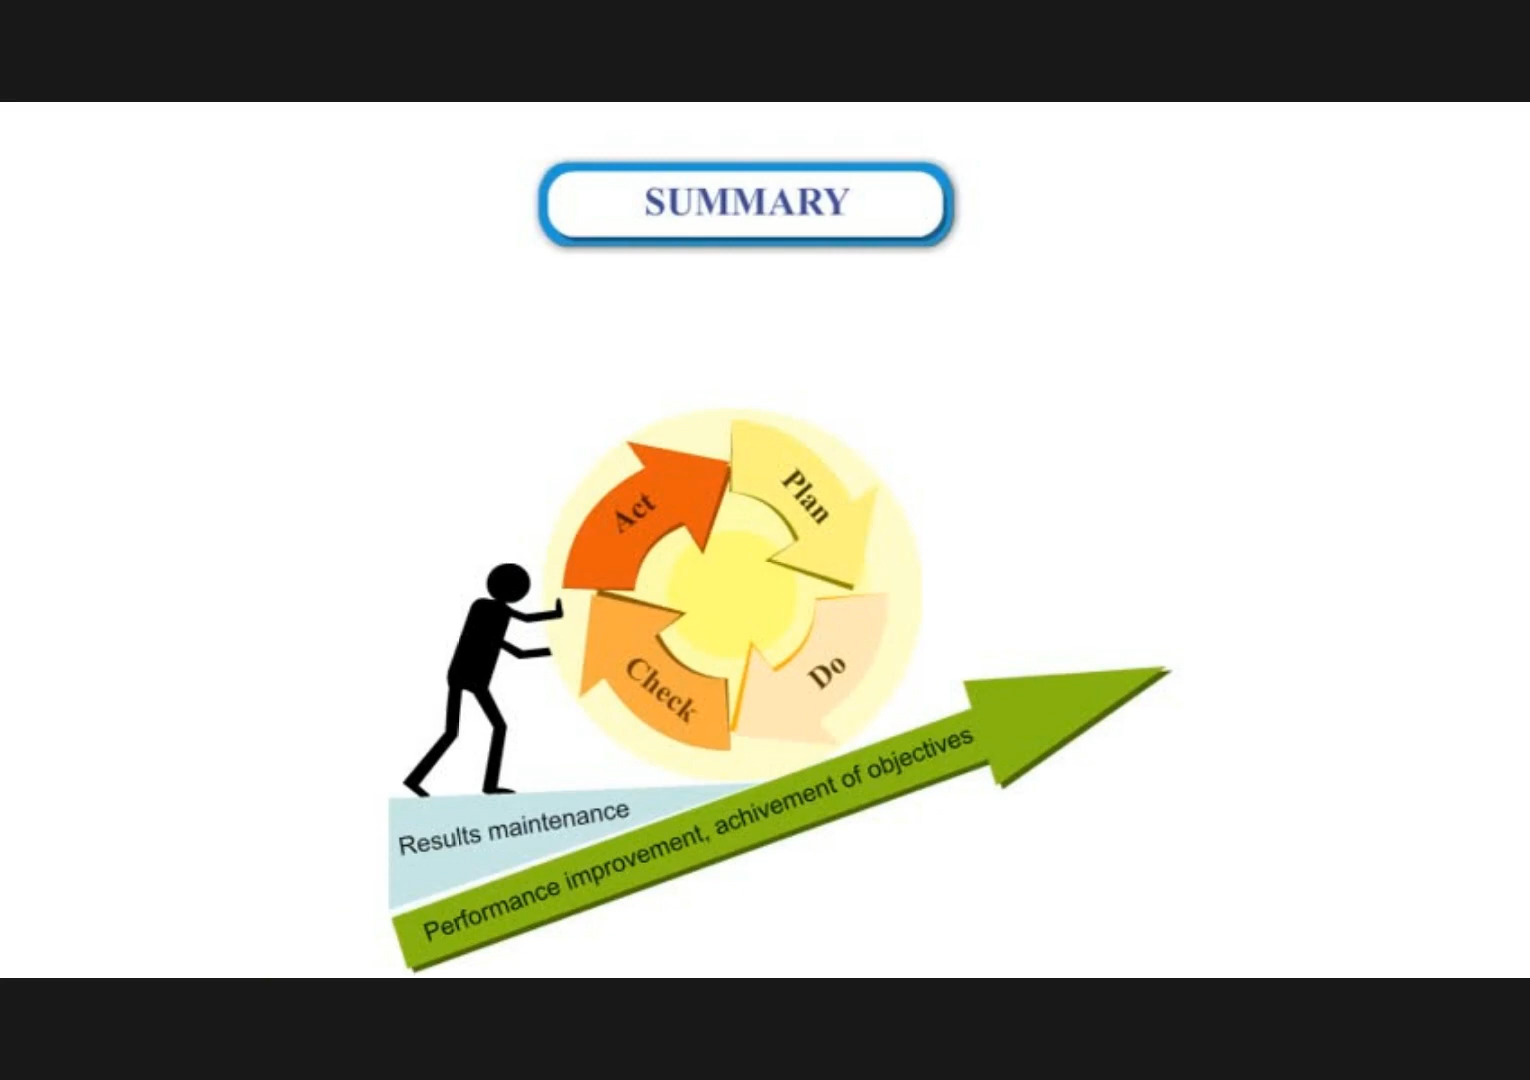 SUMMARY
Act
Plan
Check
Do
Results maintenance
Performance improvement, achivement of objectives